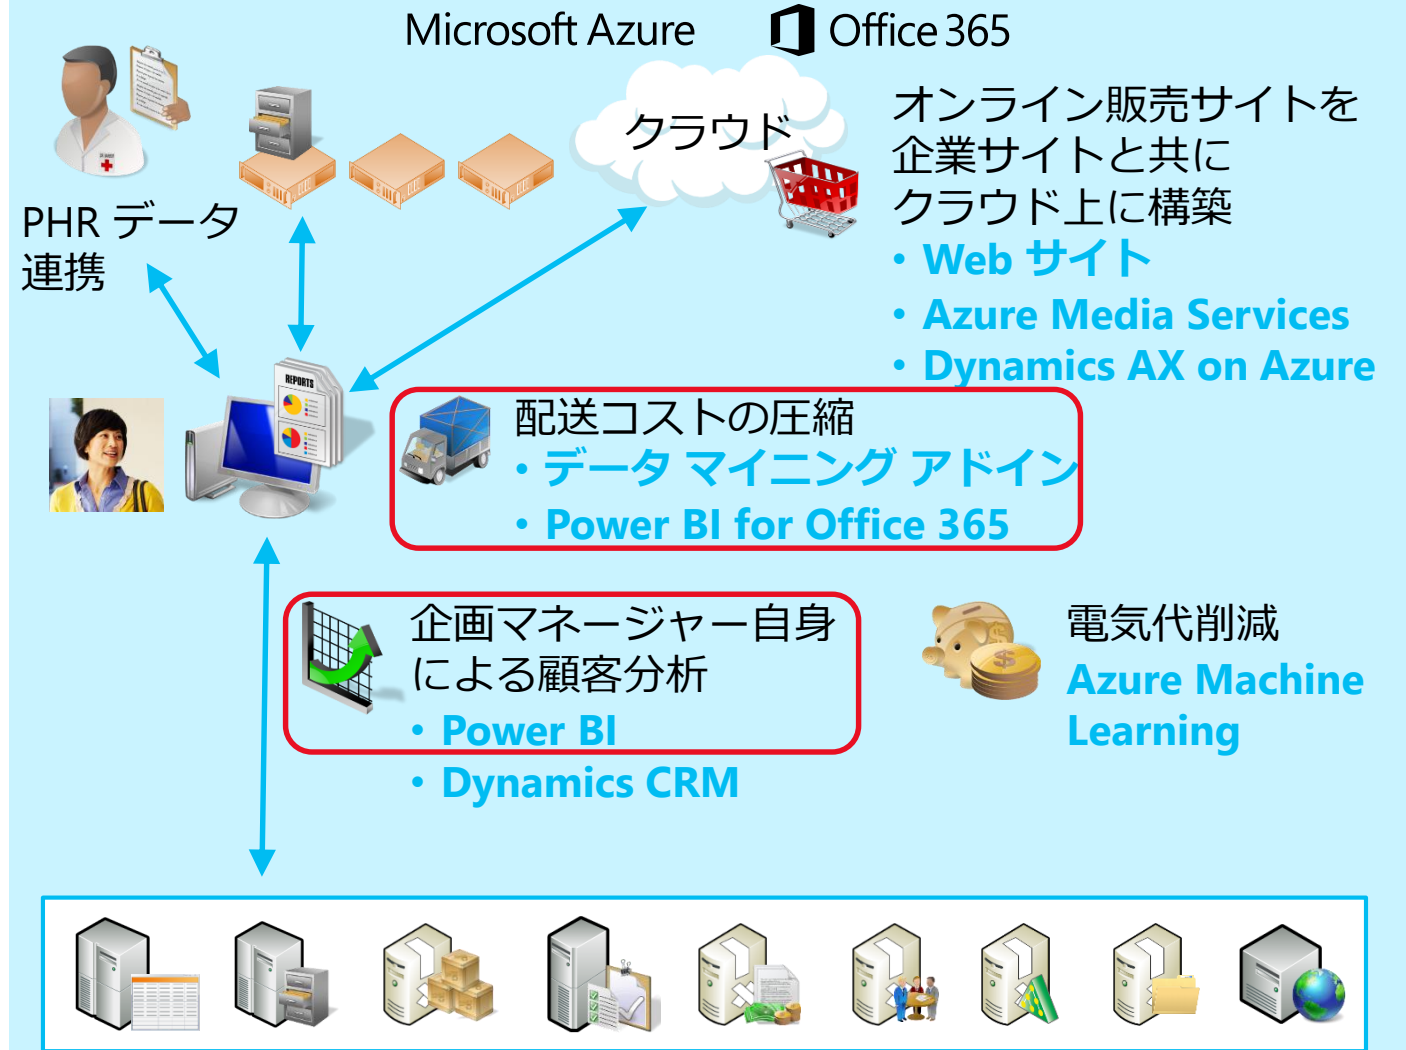 Microsoft Azure
Office 365
クラウド
オンライン販売サイトを
企業サイトと共に
クラウド上に構築
• Web サイト
• Azure Media Services
• Dynamics AX on Azure
PHR データ
連携
REPORTS
配送コストの圧縮
• データ マイニング アドイン
• Power BI for Office 365
企画マネージャー自身
による顧客分析
• Power BI
• Dynamics CRM
電気代削減
Azure Machine
Learning